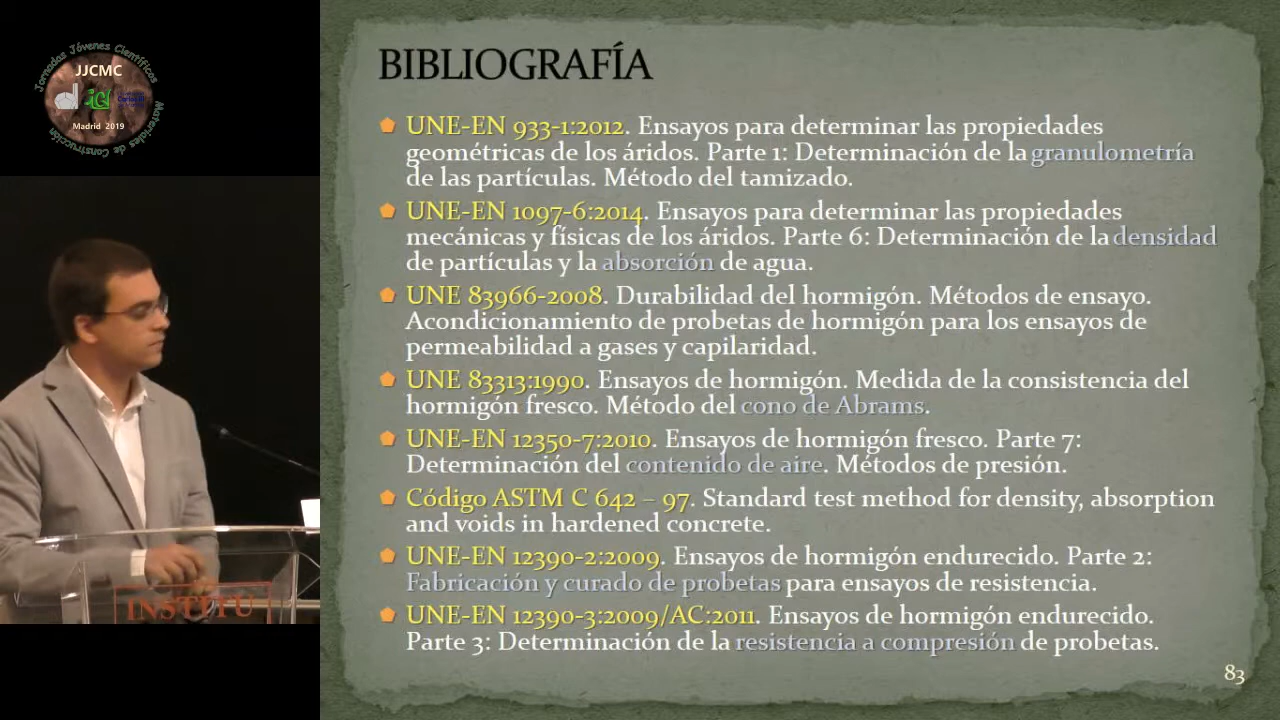 Jornadas Jóvenes Científicos
JJCMC
Madrid 2019
Materiales de Construcción
INSTITU
BIBLIOGRAFÍA
UNE-EN 933-1:2012. Ensayos para determinar las propiedades
geométricas de los áridos. Parte 1: Determinación de la granulometría
de las partículas. Método del tamizado.
UNE-EN 1097-6:2014. Ensayos para determinar las propiedades
mecánicas y físicas de los áridos. Parte 6: Determinación de la densidad
de partículas y la absorción de agua.
UNE 83966-2008. Durabilidad del hormigón. Métodos de ensayo.
Acondicionamiento de probetas de hormigón para los ensayos de
permeabilidad a gases y capilaridad.
UNE 83313:1990. Ensayos de hormigón. Medida de la consistencia del
hormigón fresco. Método del cono de Abrams.
UNE-EN 12350-7:2010. Ensayos de hormigón fresco. Parte 7:
Determinación del contenido de aire. Métodos de presión.
Código ASTM C 642 – 97. Standard test method for density, absorption
and voids in hardened concrete.
UNE-EN 12390-2:2009. Ensayos de hormigón endurecido. Parte 2:
Fabricación y curado de probetas para ensayos de resistencia.
UNE-EN 12390-3:2009/AC:2011. Ensayos de hormigón endurecido.
Parte 3: Determinación de la resistencia a compresión de probetas.
83